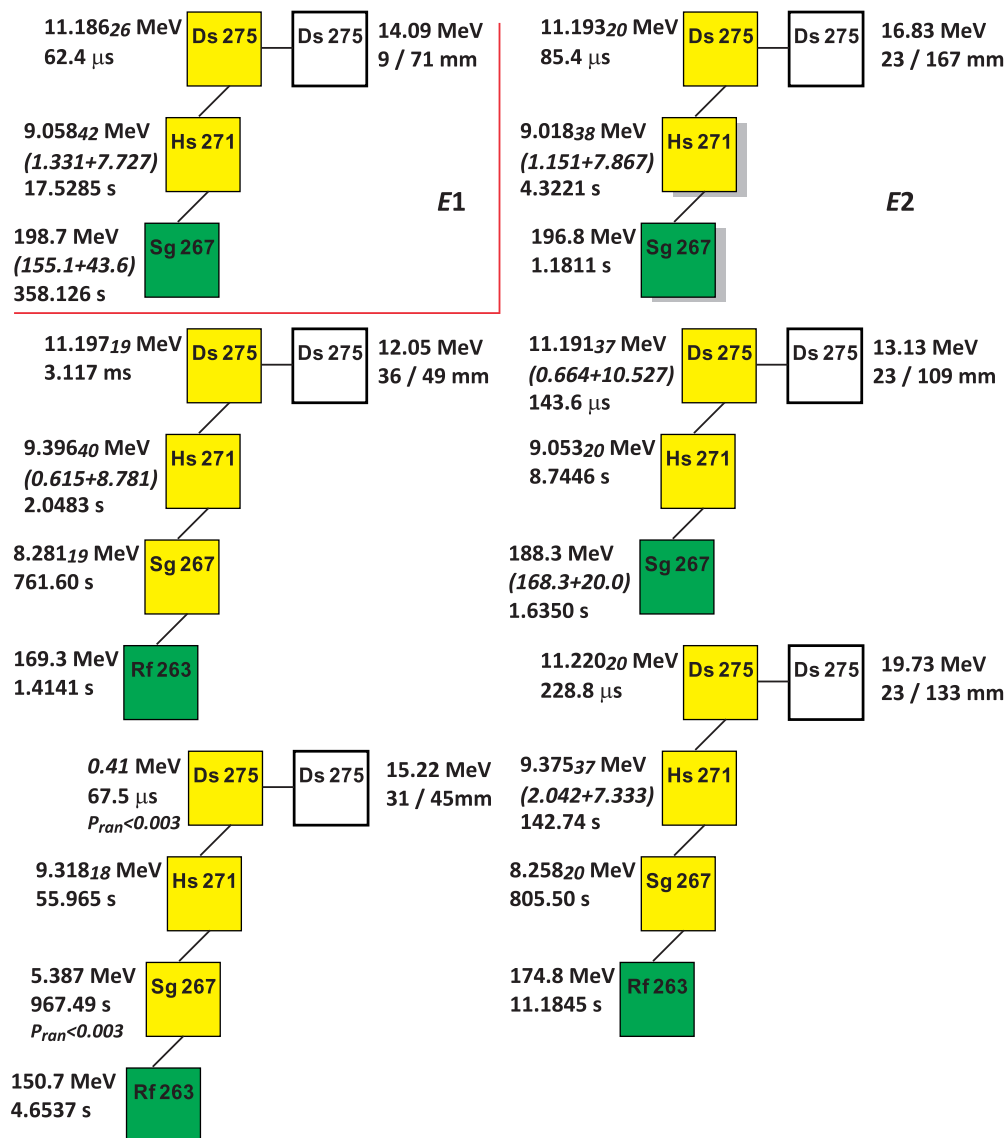 11.18626 MeV
62.4 µs
Ds 275
Ds 275
14.09 MeV
9 / 71 mm
9.05842 MeV
(1.331+7.727)
17.5285 s
Hs 271
E1
198.7 MeV
(155.1+43.6)
358.126 s
Sg 267
11.19320 MeV
85.4 µs
Ds 275
Ds 275
16.83 MeV
23 / 167 mm
9.01838 MeV
(1.151+7.867)
4.3221 s
Hs 271
E2
196.8 MeV
1.1811 s
Sg 267
11.19719 MeV
3.117 ms
Ds 275
Ds 275
12.05 MeV
36 / 49 mm
9.39640 MeV
(0.615+8.781)
2.0483 s
Hs 271
8.28119 MeV
761.60 s
Sg 267
169.3 MeV
1.4141 s
Rf 263
11.19137 MeV
(0.664+10.527)
143.6 µs
Ds 275
Ds 275
13.13 MeV
23 / 109 mm
9.05320 MeV
8.7446 s
Hs 271
188.3 MeV
(168.3+20.0)
1.6350 s
Sg 267
11.22020 MeV
228.8 µs
Ds 275
Ds 275
19.73 MeV
23 / 133 mm
9.37537 MeV
(2.042+7.333)
142.74 s
Hs 271
8.25820 MeV
805.50 s
Sg 267
174.8 MeV
11.1845 s
Rf 263
0.41 MeV
67.5 µs
Pran<0.003
Ds 275
Ds 275
15.22 MeV
31 / 45mm
9.31818 MeV
55.965 s
Hs 271
5.387 MeV
967.49 s
Pran<0.003
Sg 267
150.7 MeV
4.6537 s
Rf 263